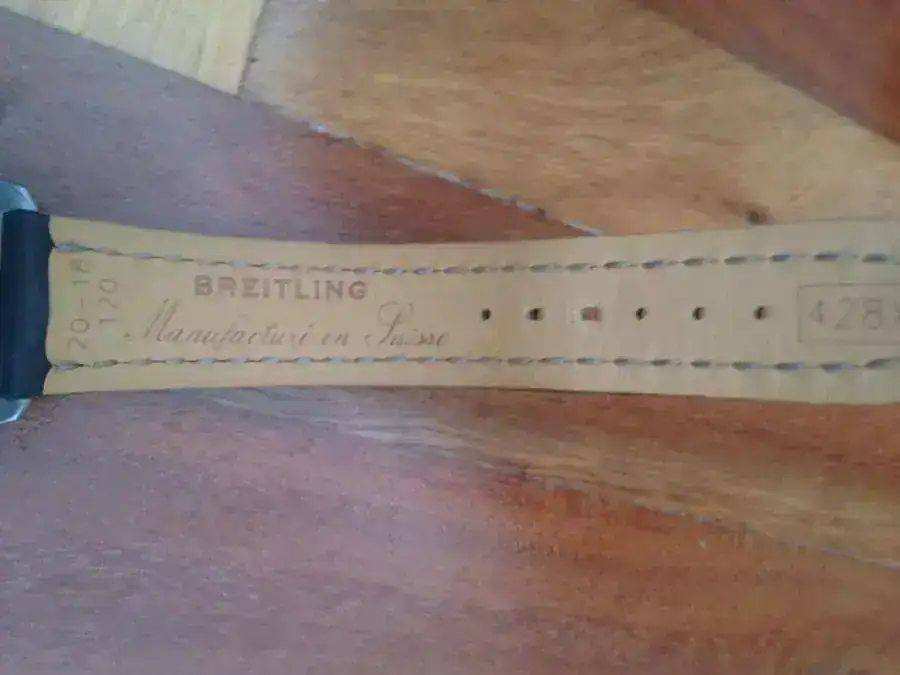 20-18
120
BREITLING
Manufacturé en Suisse
428